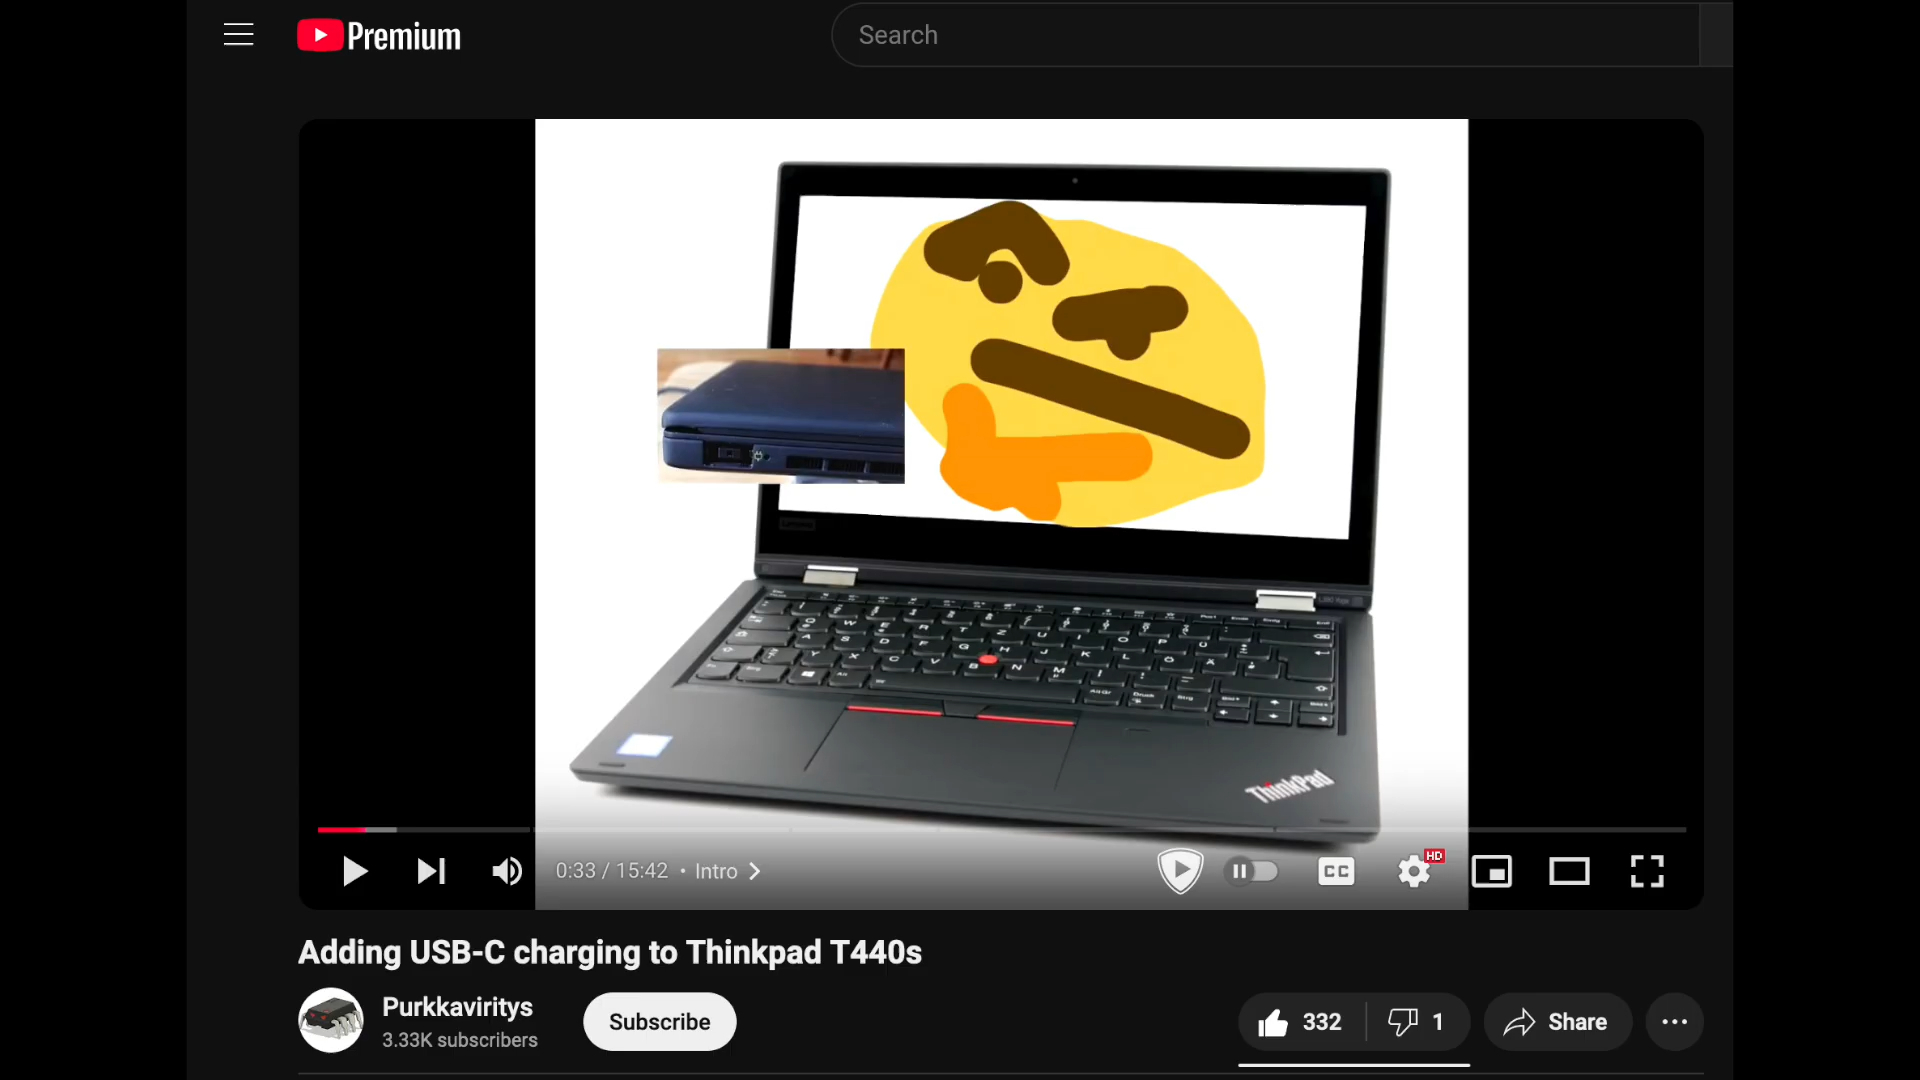 Premium
Search
ThinkPad
0:33 / 15:42 • Intro
CC
HD
Adding USB-C charging to Thinkpad T440s
Purkkaviritys
3.33K subscribers
Subscribe
332
1
Share